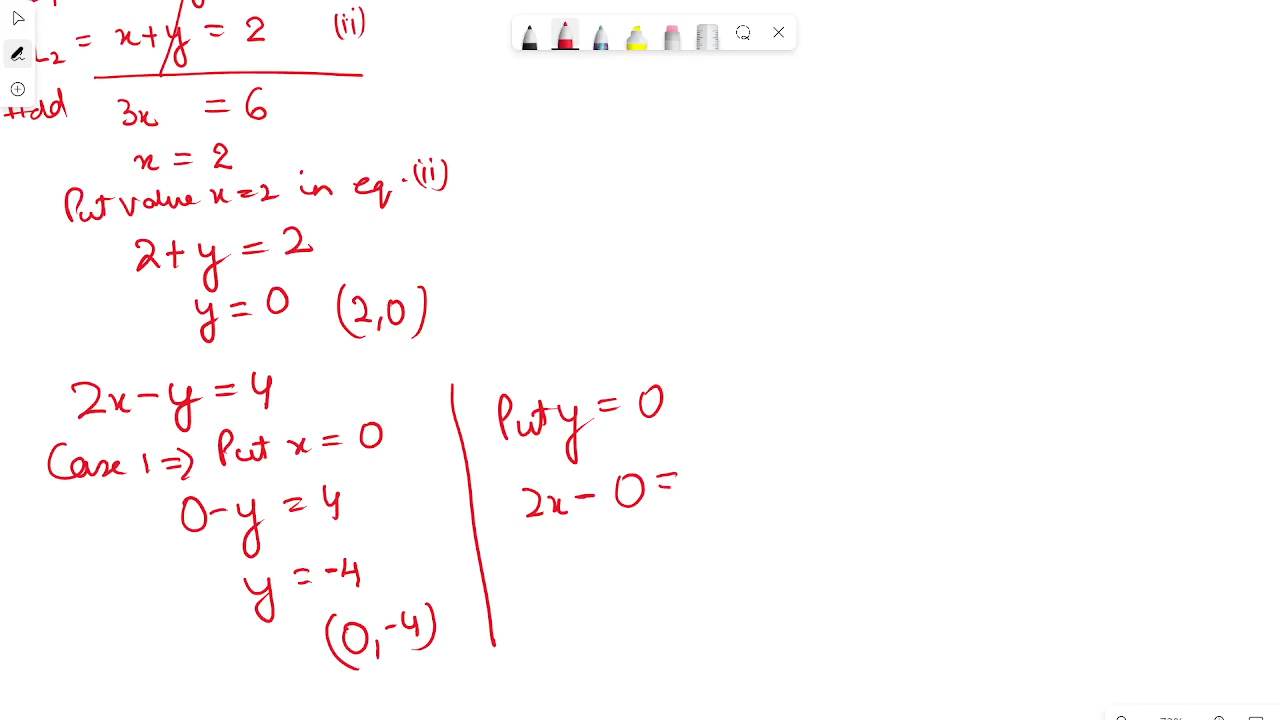 = x+y = 2 (ii)
Add 3x = 6
x = 2
Put value x=2 in eq.(ii)
2+y = 2
y = 0 (2,0)
2x-y = 4
Case 1 => Put x = 0
0-y = 4
y = -4
(0,-4)
Put y = 0
2x - 0 =